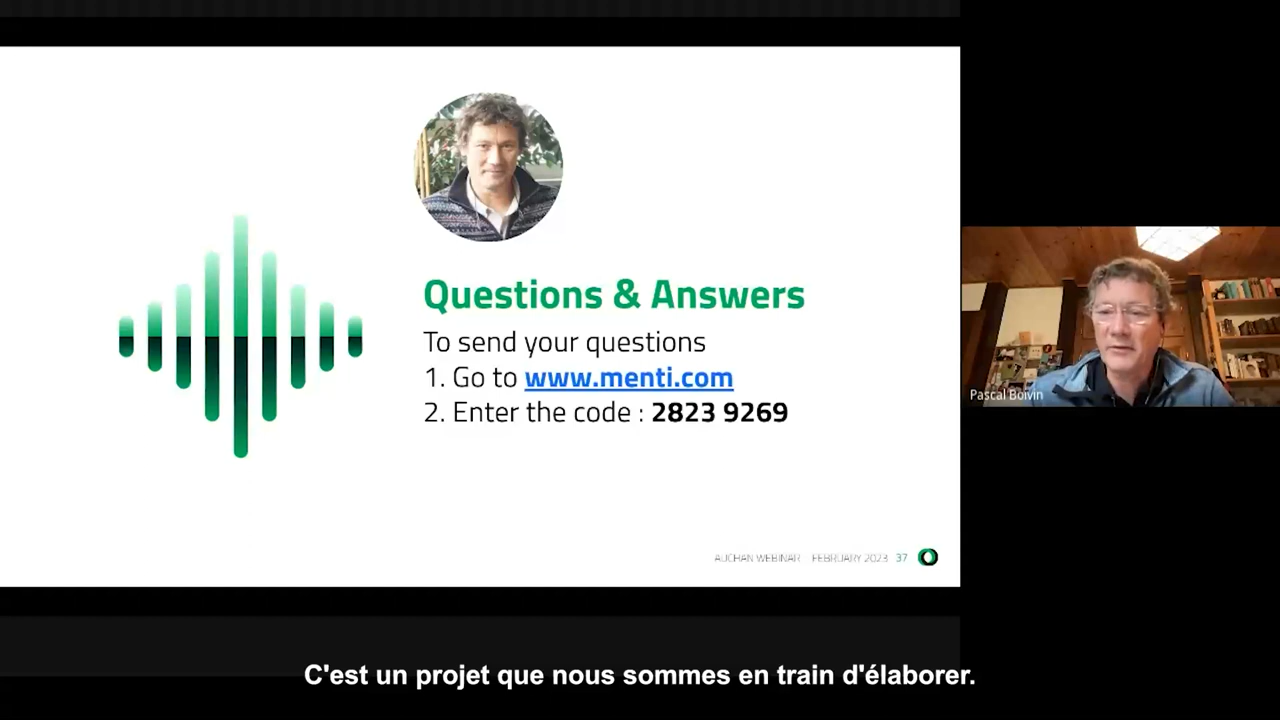 Questions & Answers
To send your questions
1. Go to www.menti.com
2. Enter the code : 2823 9269
AUCHAN WEBINAR FEBRUARY 2023 37
Pascal Boivin
C'est un projet que nous sommes en train d'élaborer.